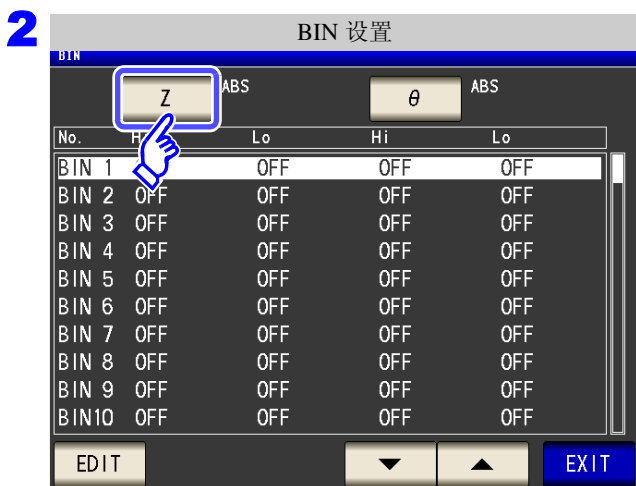 2
BIN 设置
BIN
Z ABS θ ABS
No. Hi Lo Hi Lo
BIN 1 OFF OFF OFF
BIN 2 OFF OFF OFF OFF
BIN 3 OFF OFF OFF OFF
BIN 4 OFF OFF OFF OFF
BIN 5 OFF OFF OFF OFF
BIN 6 OFF OFF OFF OFF
BIN 7 OFF OFF OFF OFF
BIN 8 OFF OFF OFF OFF
BIN 9 OFF OFF OFF OFF
BIN10 OFF OFF OFF OFF
EDIT ▼ ▲ EXIT